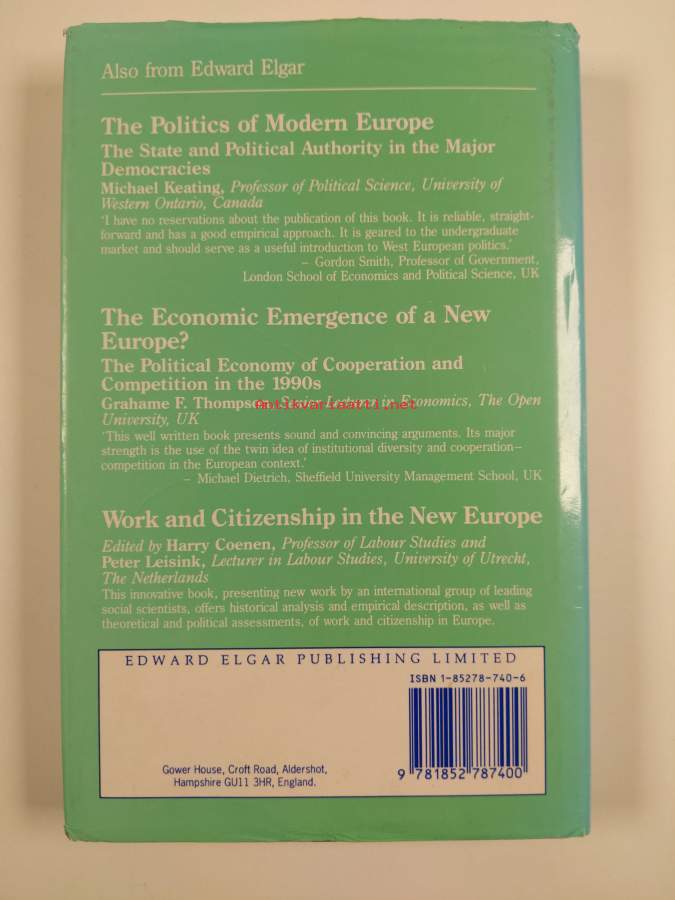 Also from Edward Elgar
The Politics of Modern Europe
The State and Political Authority in the Major
Democracies
Michael Keating, Professor of Political Science, University of
Western Ontario, Canada
'I have no reservations about the publication of this book. It is reliable, straight-
forward and has a good empirical approach. It is geared to the undergraduate
market and should serve as a useful introduction to West European politics.'
– Gordon Smith, Professor of Government,
London School of Economics and Political Science, UK
The Economic Emergence of a New
Europe?
The Political Economy of Cooperation and
Competition in the 1990s
Grahame F. Thompson, Senior Lecturer in Economics, The Open
Antikvariaatti.net
University, UK
'This well written book presents sound and convincing arguments. Its major
strength is the use of the twin idea of institutional diversity and cooperation–
competition in the European context.'
– Michael Dietrich, Sheffield University Management School, UK
Work and Citizenship in the New Europe
Edited by Harry Coenen, Professor of Labour Studies and
Peter Leisink, Lecturer in Labour Studies, University of Utrecht,
The Netherlands
This innovative book, presenting new work by an international group of leading
social scientists, offers historical analysis and empirical description, as well as
theoretical and political assessments, of work and citizenship in Europe.
EDWARD ELGAR PUBLISHING LIMITED
ISBN 1-85278-740-6
Gower House, Croft Road, Aldershot,
Hampshire GU11 3HR, England.
9 781852 787400